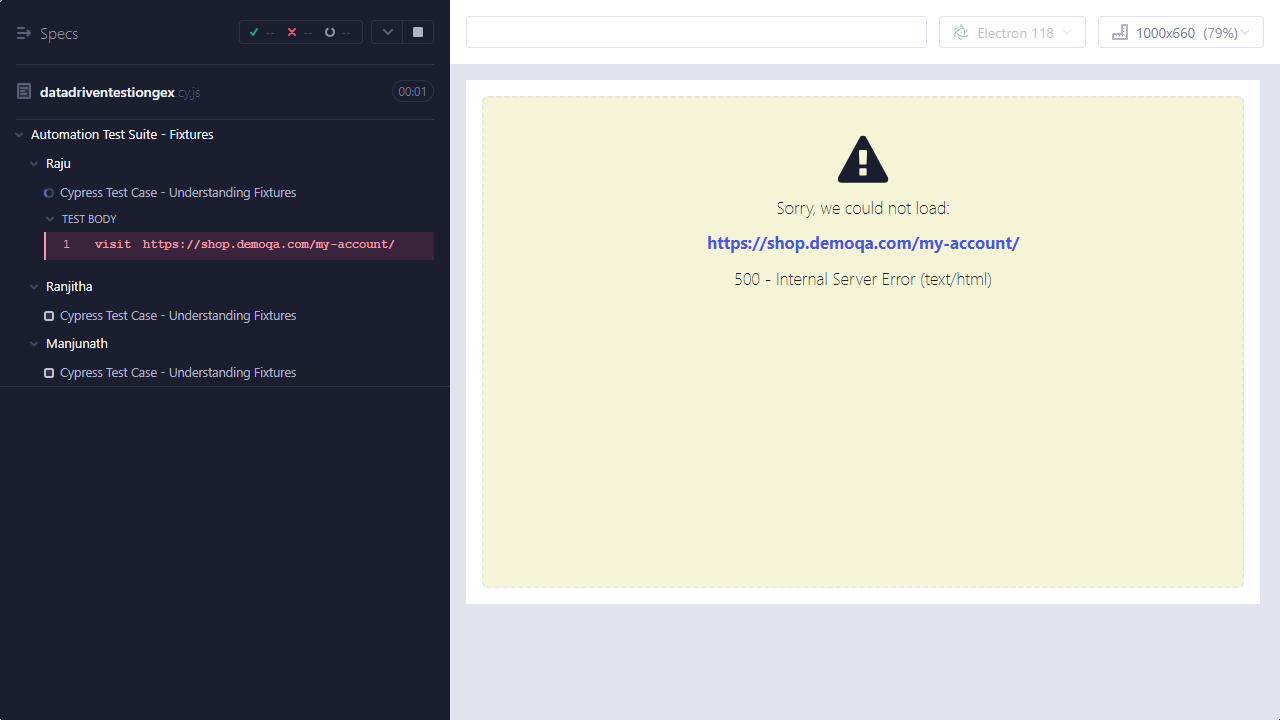 Specs
-- -- --
datadriventestiongex.cy.js
00:01
Automation Test Suite - Fixtures
Raju
Cypress Test Case - Understanding Fixtures
TEST BODY
1 visit https://shop.demoqa.com/my-account/
Ranjitha
Cypress Test Case - Understanding Fixtures
Manjunath
Cypress Test Case - Understanding Fixtures
Electron 118
1000x660 (79%)
Sorry, we could not load:
https://shop.demoqa.com/my-account/
500 - Internal Server Error (text/html)